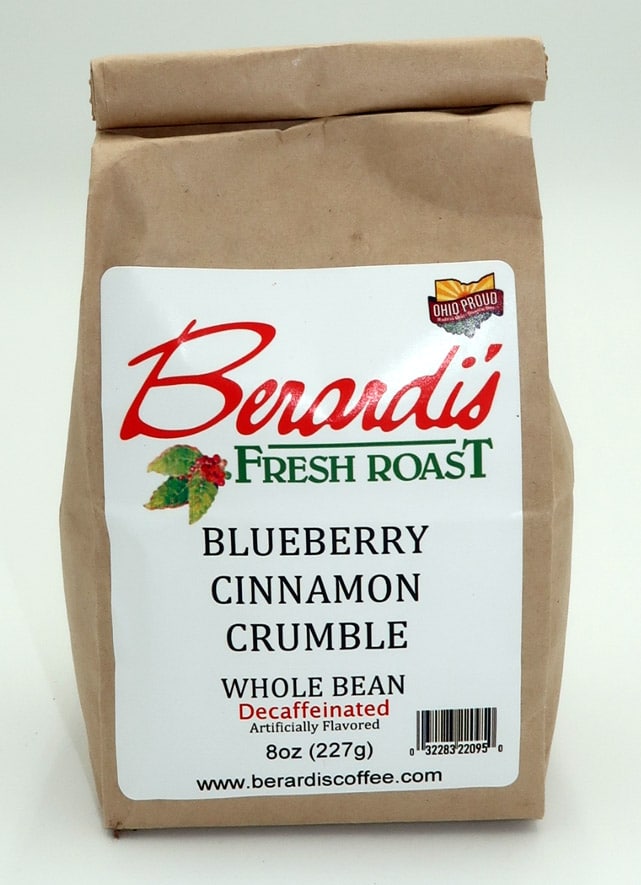 OHIO PROUD
Berardi's
FRESH ROAST
BLUEBERRY
CINNAMON
CRUMBLE
WHOLE BEAN
Decaffeinated
Artificially Flavored
8oz (227g)
0 32283 22095 0
www.berardiscoffee.com